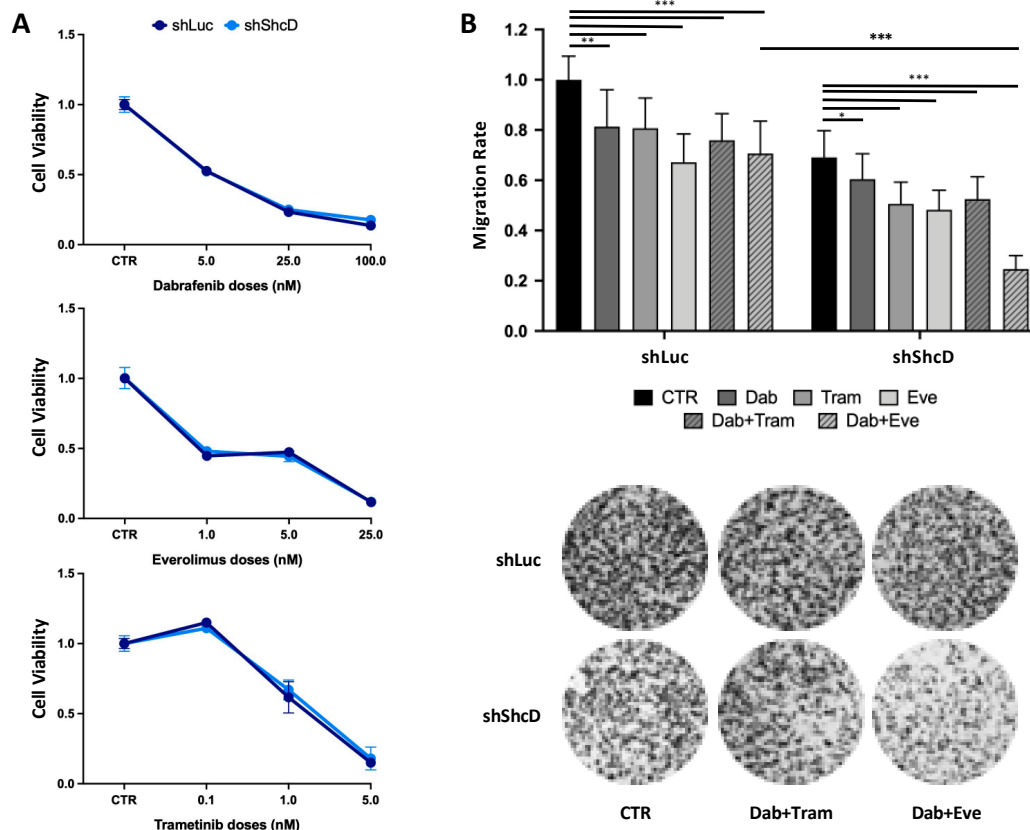 A
shLuc shShcD
Cell Viability
1.5
1.0
0.5
0.0
CTR 5.0 25.0 100.0
Dabrafenib doses (nM)
Cell Viability
1.5
1.0
0.5
0.0
CTR 1.0 5.0 25.0
Everolimus doses (nM)
Cell Viability
1.5
1.0
0.5
0.0
CTR 0.1 1.0 5.0
Trametinib doses (nM)
B
Migration Rate
1.2
1.0
0.8
0.6
0.4
0.2
0.0
***
**
***
***
*
shLuc shShcD
CTR Dab Tram Eve
Dab+Tram Dab+Eve
shLuc
shShcD
CTR Dab+Tram Dab+Eve